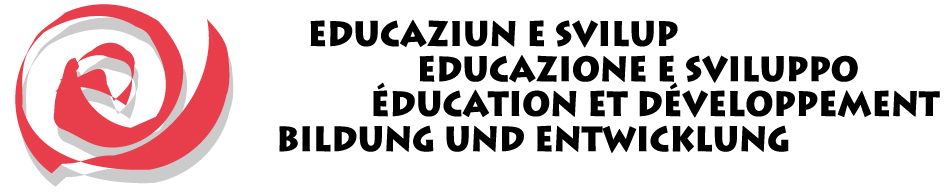 EDUCAZIUN E SVILUP
EDUCAZIONE E SVILUPPO
ÉDUCATION ET DÉVELOPPEMENT
BILDUNG UND ENTWICKLUNG